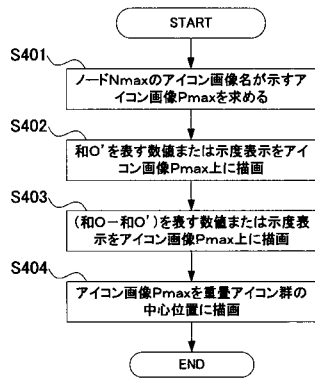 START
S401
ノードNmaxのアイコン画像名が示すア
イコン画像Pmaxを求める
S402
和O'を表す数値または示度表示をアイ
コン画像Pmax上に描画
S403
(和O－和O')を表す数値または示度表
示をアイコン画像Pmax上に描画
S404
アイコン画像Pmaxを重畳アイコン群の
中心位置に描画
END